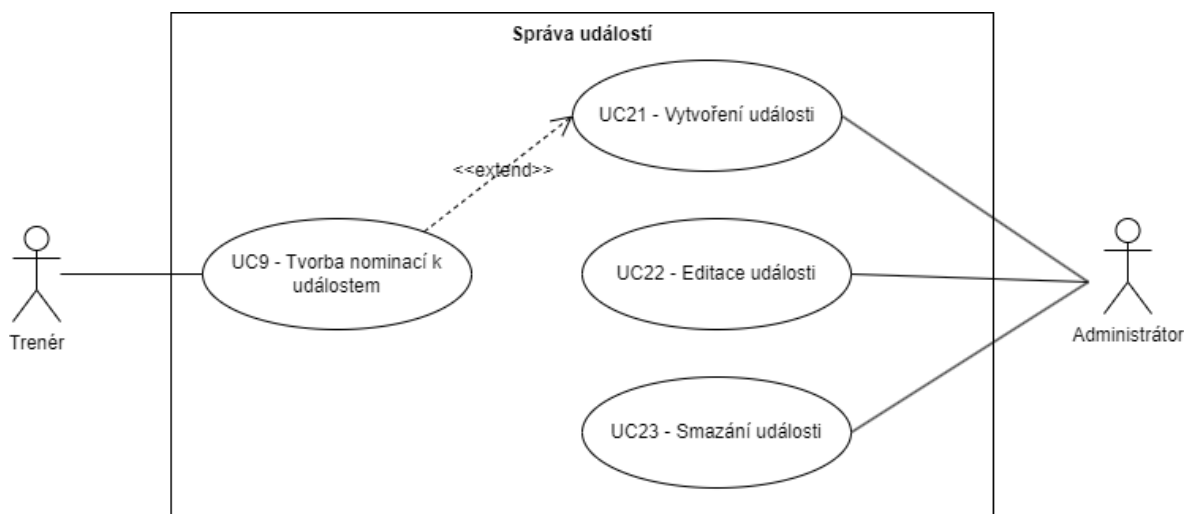 Správa událostí
UC21 - Vytvoření události
<<extend>>
UC9 - Tvorba nominací k
událostem
UC22 - Editace události
Trenér
Administrátor
UC23 - Smazání události